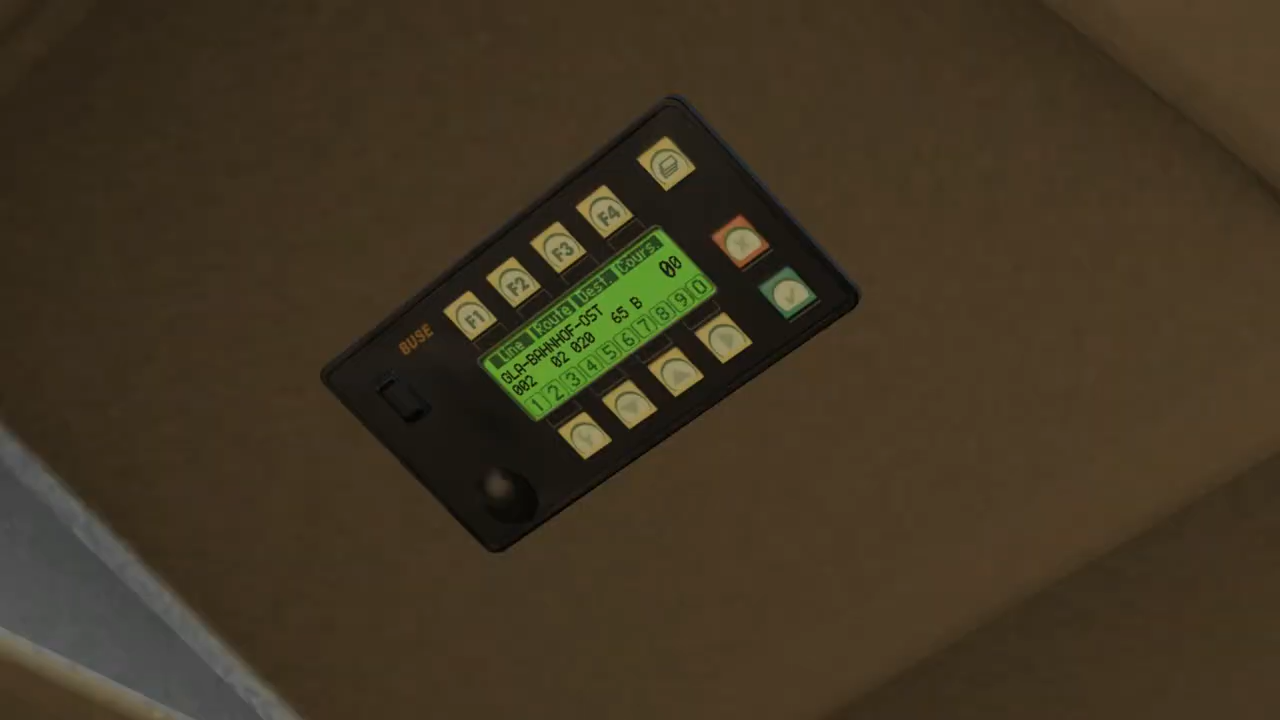 BUSE
F1 F2 F3 F4
Line Route Dest. Cours.
GLA-BAHNHOF-OST 00
002 02 020 65 B
1 2 3 4 5 6 7 8 9 0